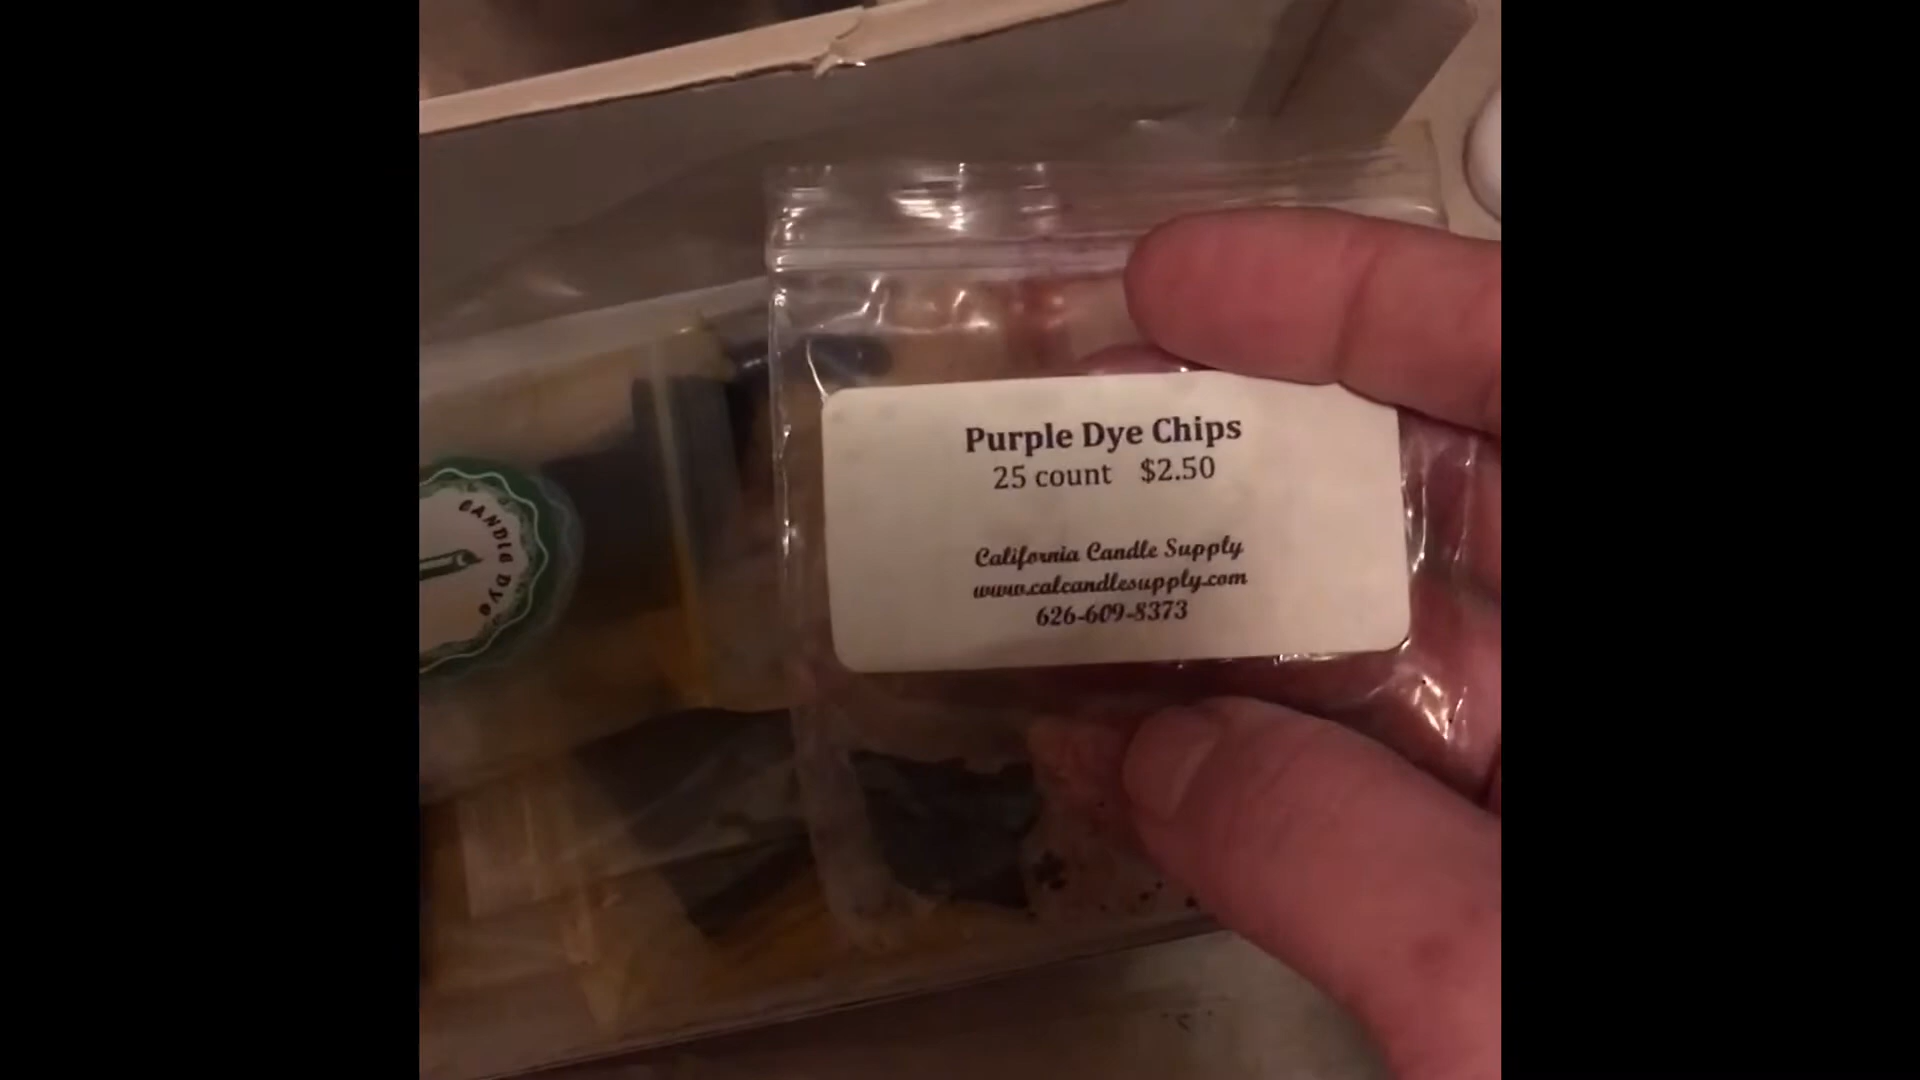 Purple Dye Chips
25 count $2.50
California Candle Supply
www.calcandlesupply.com
626-609-8373
CANDLE DYE